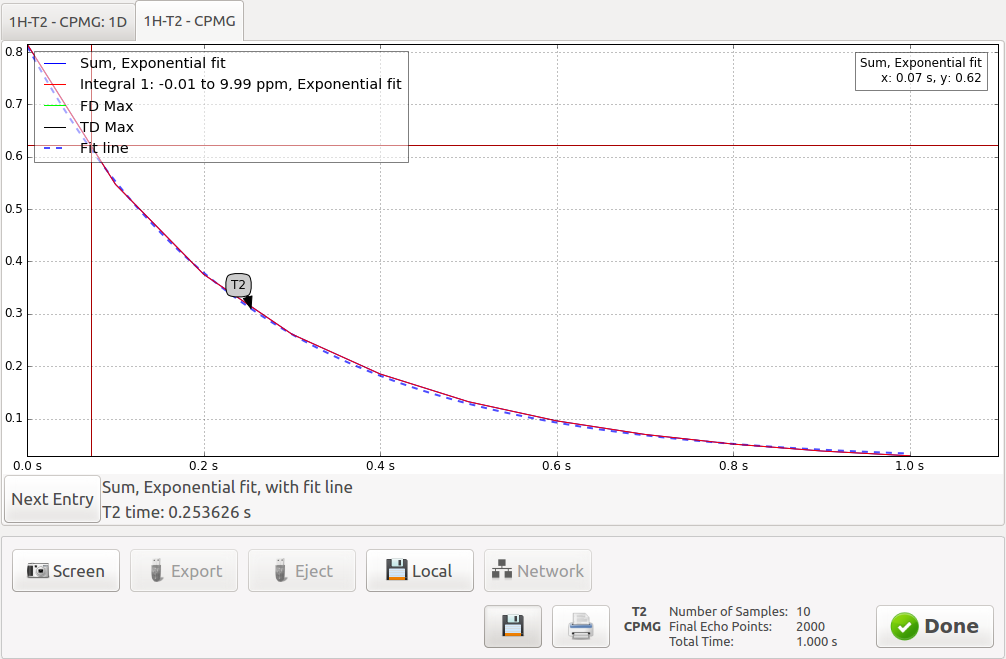 1H-T2 - CPMG: 1D
1H-T2 - CPMG
Sum, Exponential fit
Integral 1: -0.01 to 9.99 ppm, Exponential fit
FD Max
TD Max
Fit line
Sum, Exponential fit
x: 0.07 s, y: 0.62
0.8
0.7
0.6
0.5
0.4
0.3
0.2
0.1
T2
0.0 s
0.2 s
0.4 s
0.6 s
0.8 s
1.0 s
Next Entry
Sum, Exponential fit, with fit line
T2 time: 0.253626 s
Screen
Export
Eject
Local
Network
T2
CPMG
Number of Samples: 10
Final Echo Points: 2000
Total Time: 1.000 s
Done